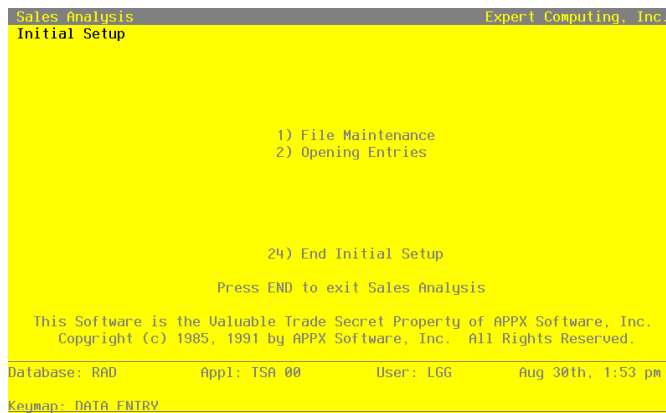 Sales Analysis Expert Computing, Inc.
Initial Setup
1) File Maintenance
2) Opening Entries
24) End Initial Setup
Press END to exit Sales Analysis
This Software is the Valuable Trade Secret Property of APPX Software, Inc.
Copyright (c) 1985, 1991 by APPX Software, Inc. All Rights Reserved.
Database: RAD Appl: TSA 00 User: LGG Aug 30th, 1:53 pm
Keymap: DATA ENTRY